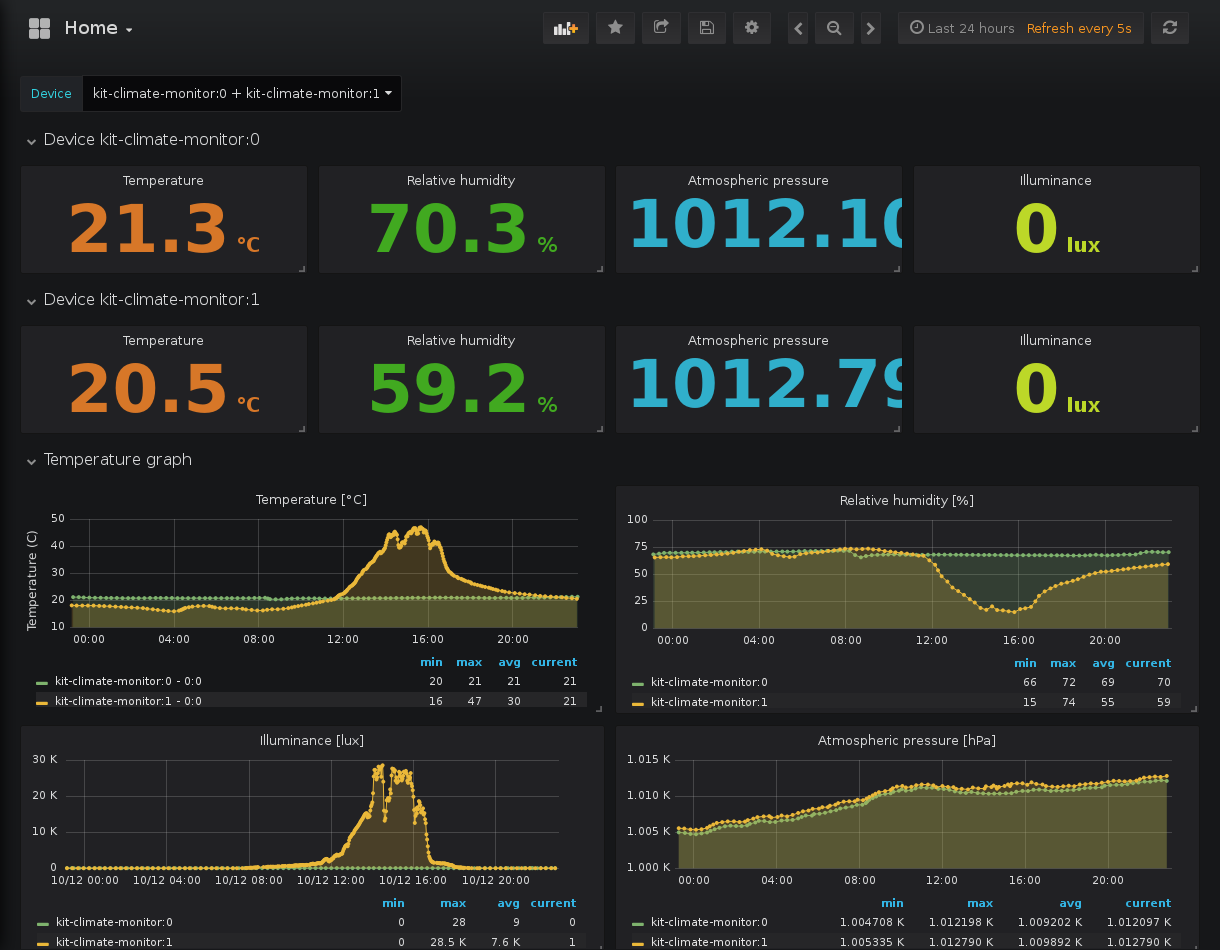 Home
Last 24 hours Refresh every 5s
Device kit-climate-monitor:0 + kit-climate-monitor:1
Device kit-climate-monitor:0
Temperature Relative humidity Atmospheric pressure Illuminance
21.3 °C 70.3 % 1012.10 0 lux
Device kit-climate-monitor:1
Temperature Relative humidity Atmospheric pressure Illuminance
20.5 °C 59.2 % 1012.79 0 lux
Temperature graph
Temperature [°C]
Temperature (C)
50
40
30
20
10
00:00 04:00 08:00 12:00 16:00 20:00
min max avg current
kit-climate-monitor:0 - 0:0 20 21 21 21
kit-climate-monitor:1 - 0:0 16 47 30 21
Relative humidity [%]
100
75
50
25
0
00:00 04:00 08:00 12:00 16:00 20:00
min max avg current
kit-climate-monitor:0 66 72 69 70
kit-climate-monitor:1 15 74 55 59
Illuminance [lux]
30 K
20 K
10 K
0
10/12 00:00 10/12 04:00 10/12 08:00 10/12 12:00 10/12 16:00 10/12 20:00
min max avg current
kit-climate-monitor:0 0 28 9 0
kit-climate-monitor:1 0 28.5 K 7.6 K 1
Atmospheric pressure [hPa]
1.015 K
1.010 K
1.005 K
1.000 K
00:00 04:00 08:00 12:00 16:00 20:00
min max avg current
kit-climate-monitor:0 1.004708 K 1.012198 K 1.009202 K 1.012097 K
kit-climate-monitor:1 1.005335 K 1.012790 K 1.009892 K 1.012790 K